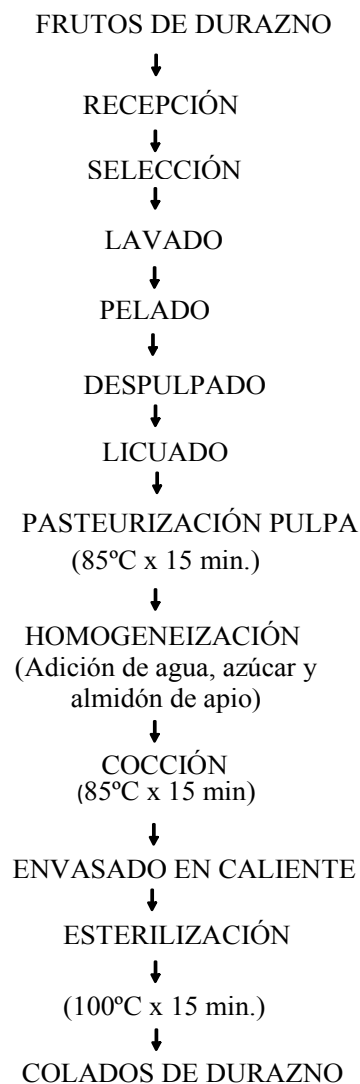 FRUTOS DE DURAZNO
RECEPCIÓN
SELECCIÓN
LAVADO
PELADO
DESPULPADO
LICUADO
PASTEURIZACIÓN PULPA
(85ºC x 15 min.)
HOMOGENEIZACIÓN
(Adición de agua, azúcar y
almidón de apio)
COCCIÓN
(85ºC x 15 min)
ENVASADO EN CALIENTE
ESTERILIZACIÓN
(100ºC x 15 min.)
COLADOS DE DURAZNO